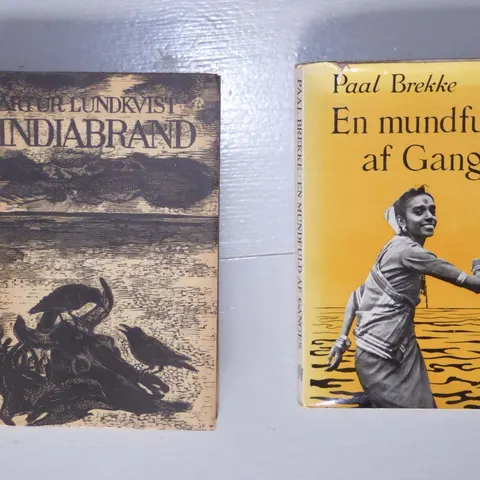 ARTUR LUNDKVIST
INDIABRAND
Paal Brekke
En mundfu
af Gang
PAAL BREKKE · EN MUNDFULD AF GANGES